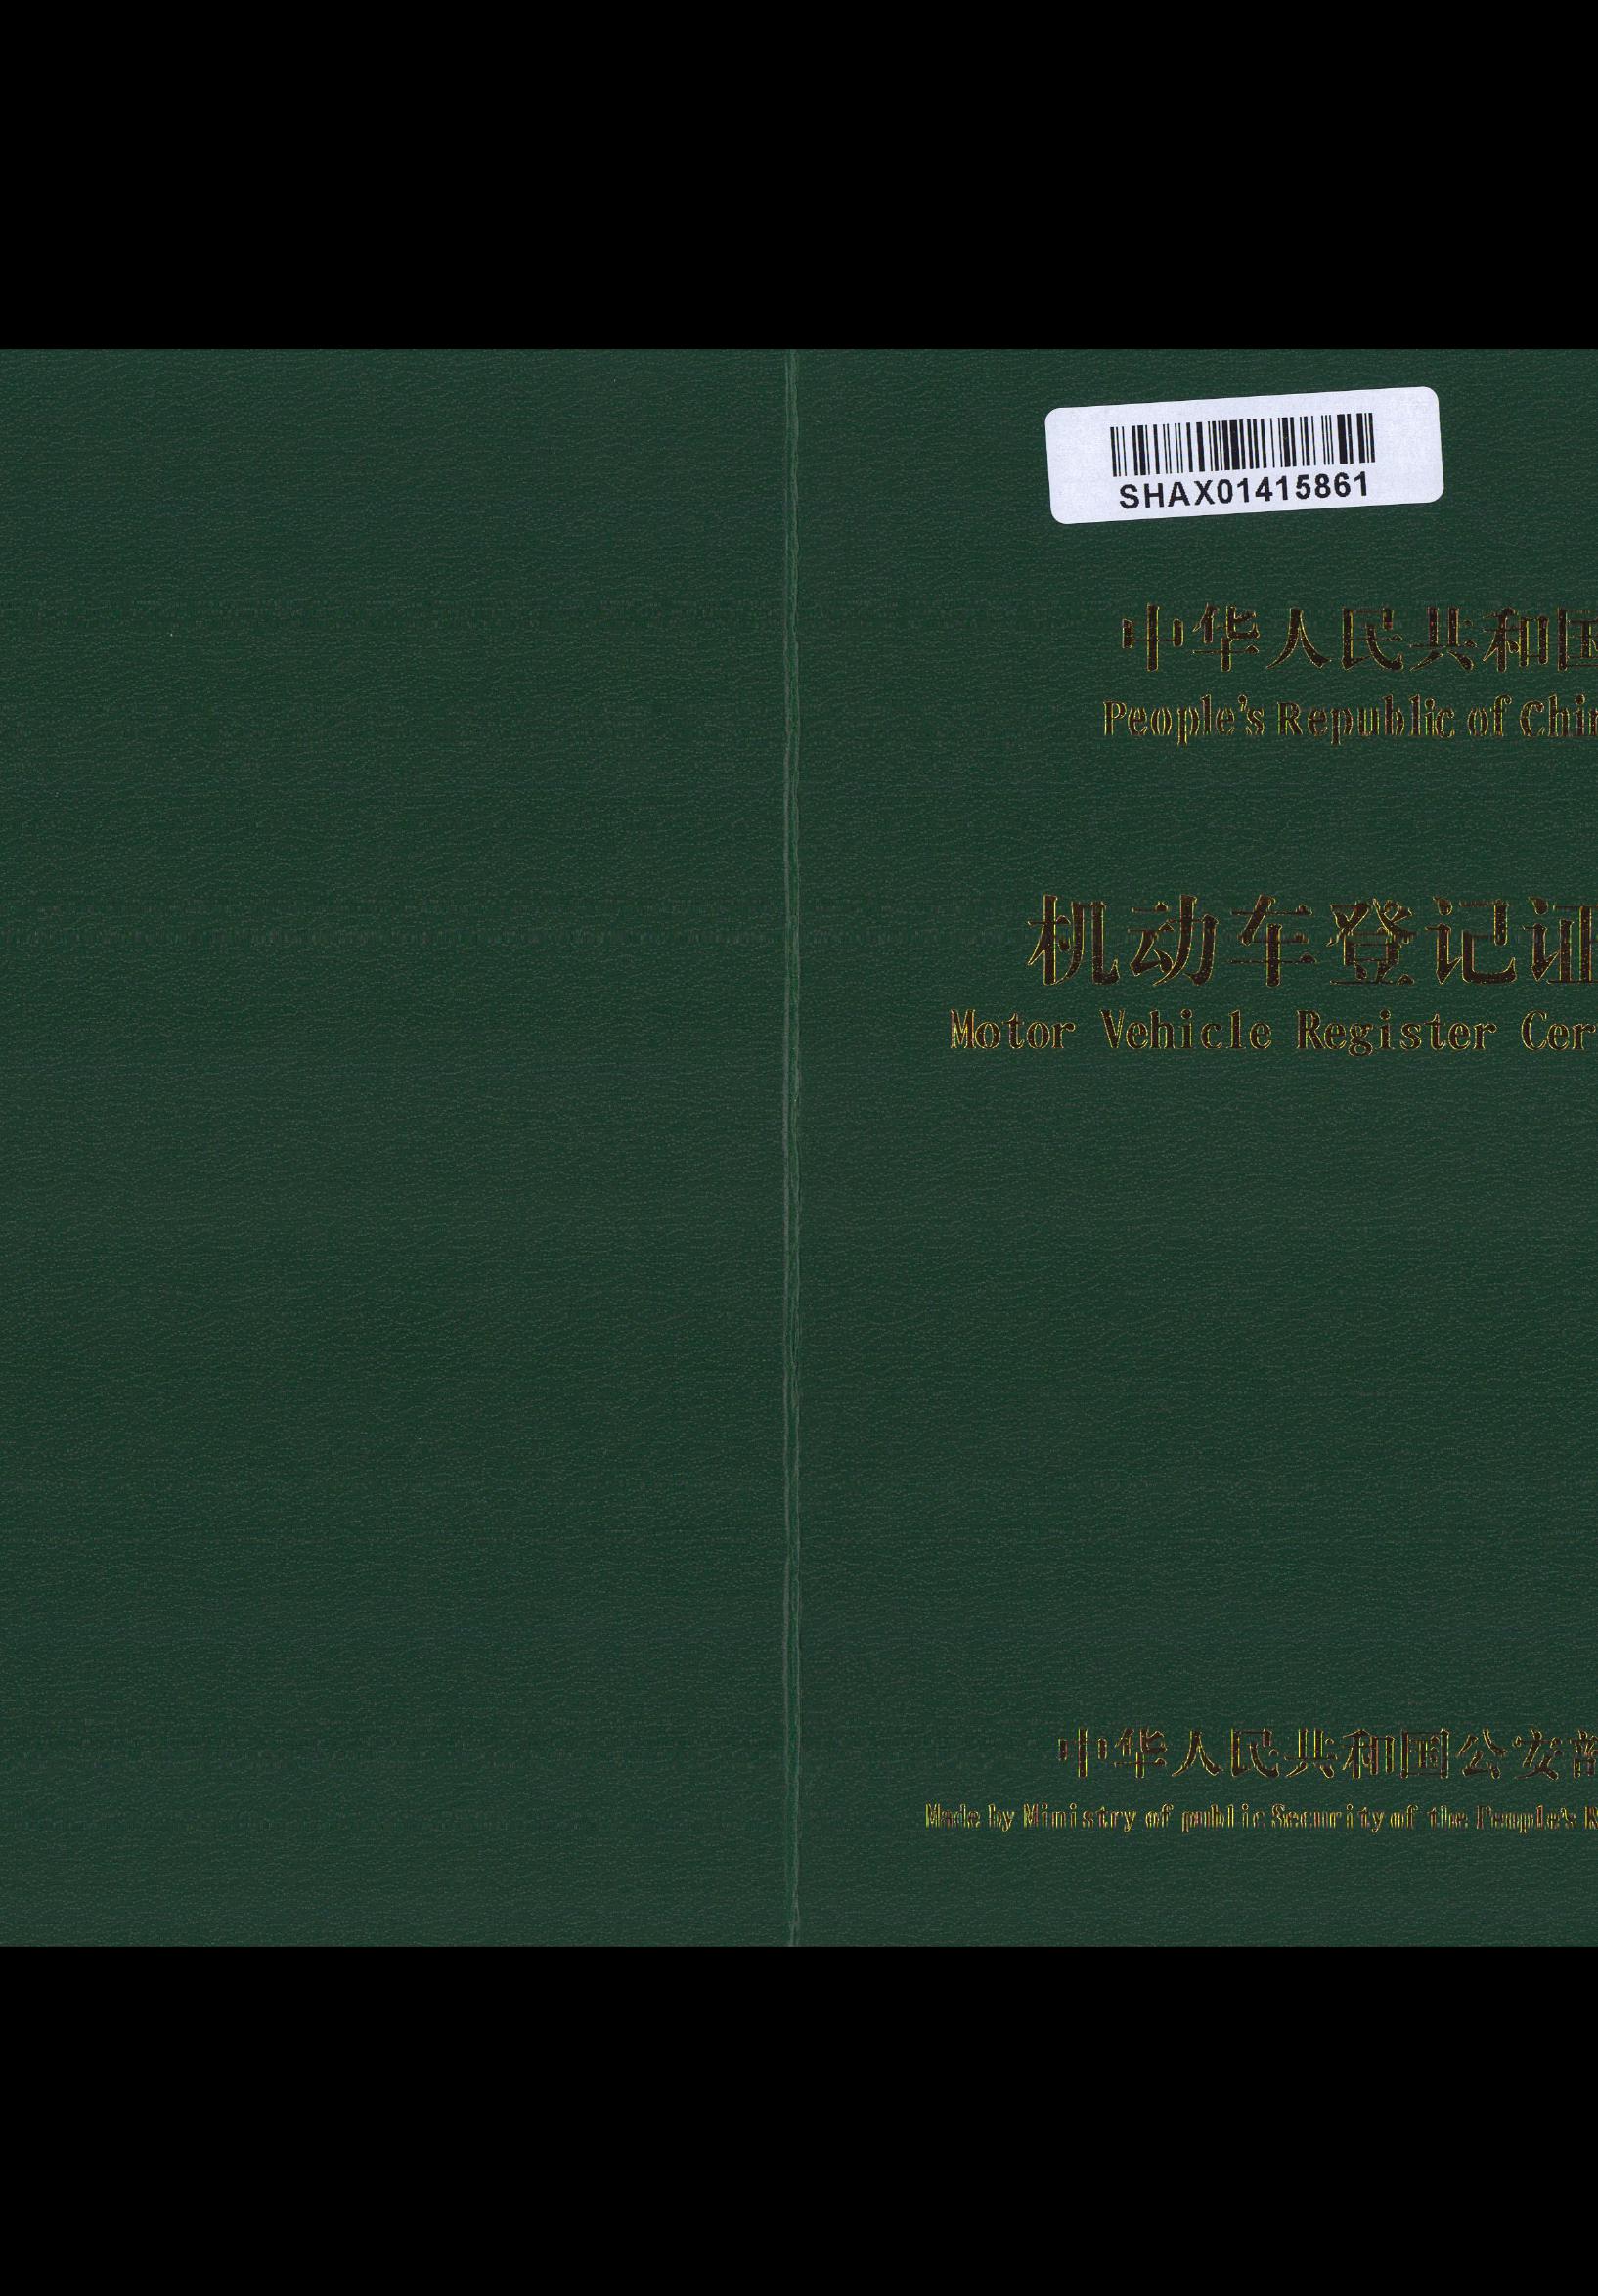 SHAX01415861
中华人民共和国
People's Republic of Chin
机动车登记证
Motor Vehicle Register Cer
中华人民共和国公安部
Made by Ministry of public Security of the People's R